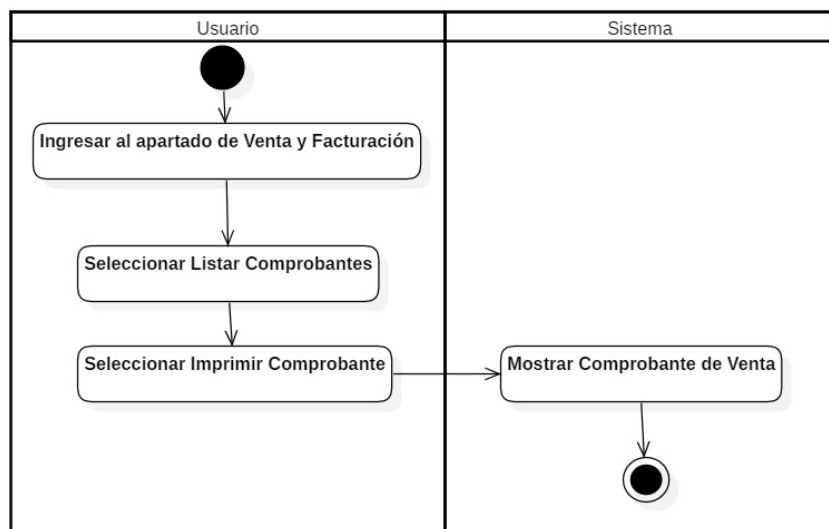 Usuario
Sistema
Ingresar al apartado de Venta y Facturación
Seleccionar Listar Comprobantes
Seleccionar Imprimir Comprobante
Mostrar Comprobante de Venta